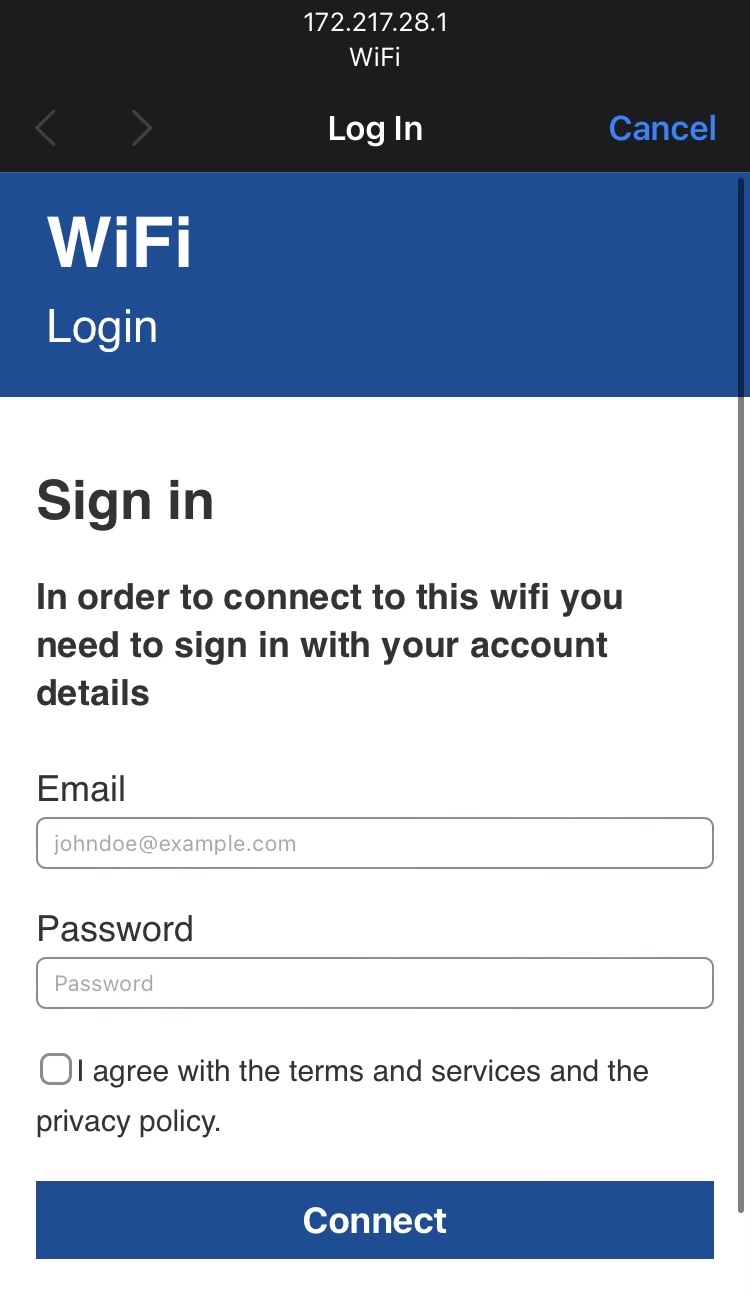 172.217.28.1
WiFi
Log In
Cancel
WiFi
Login
Sign in
In order to connect to this wifi you
need to sign in with your account
details
Email
johndoe@example.com
Password
Password
I agree with the terms and services and the
privacy policy.
Connect